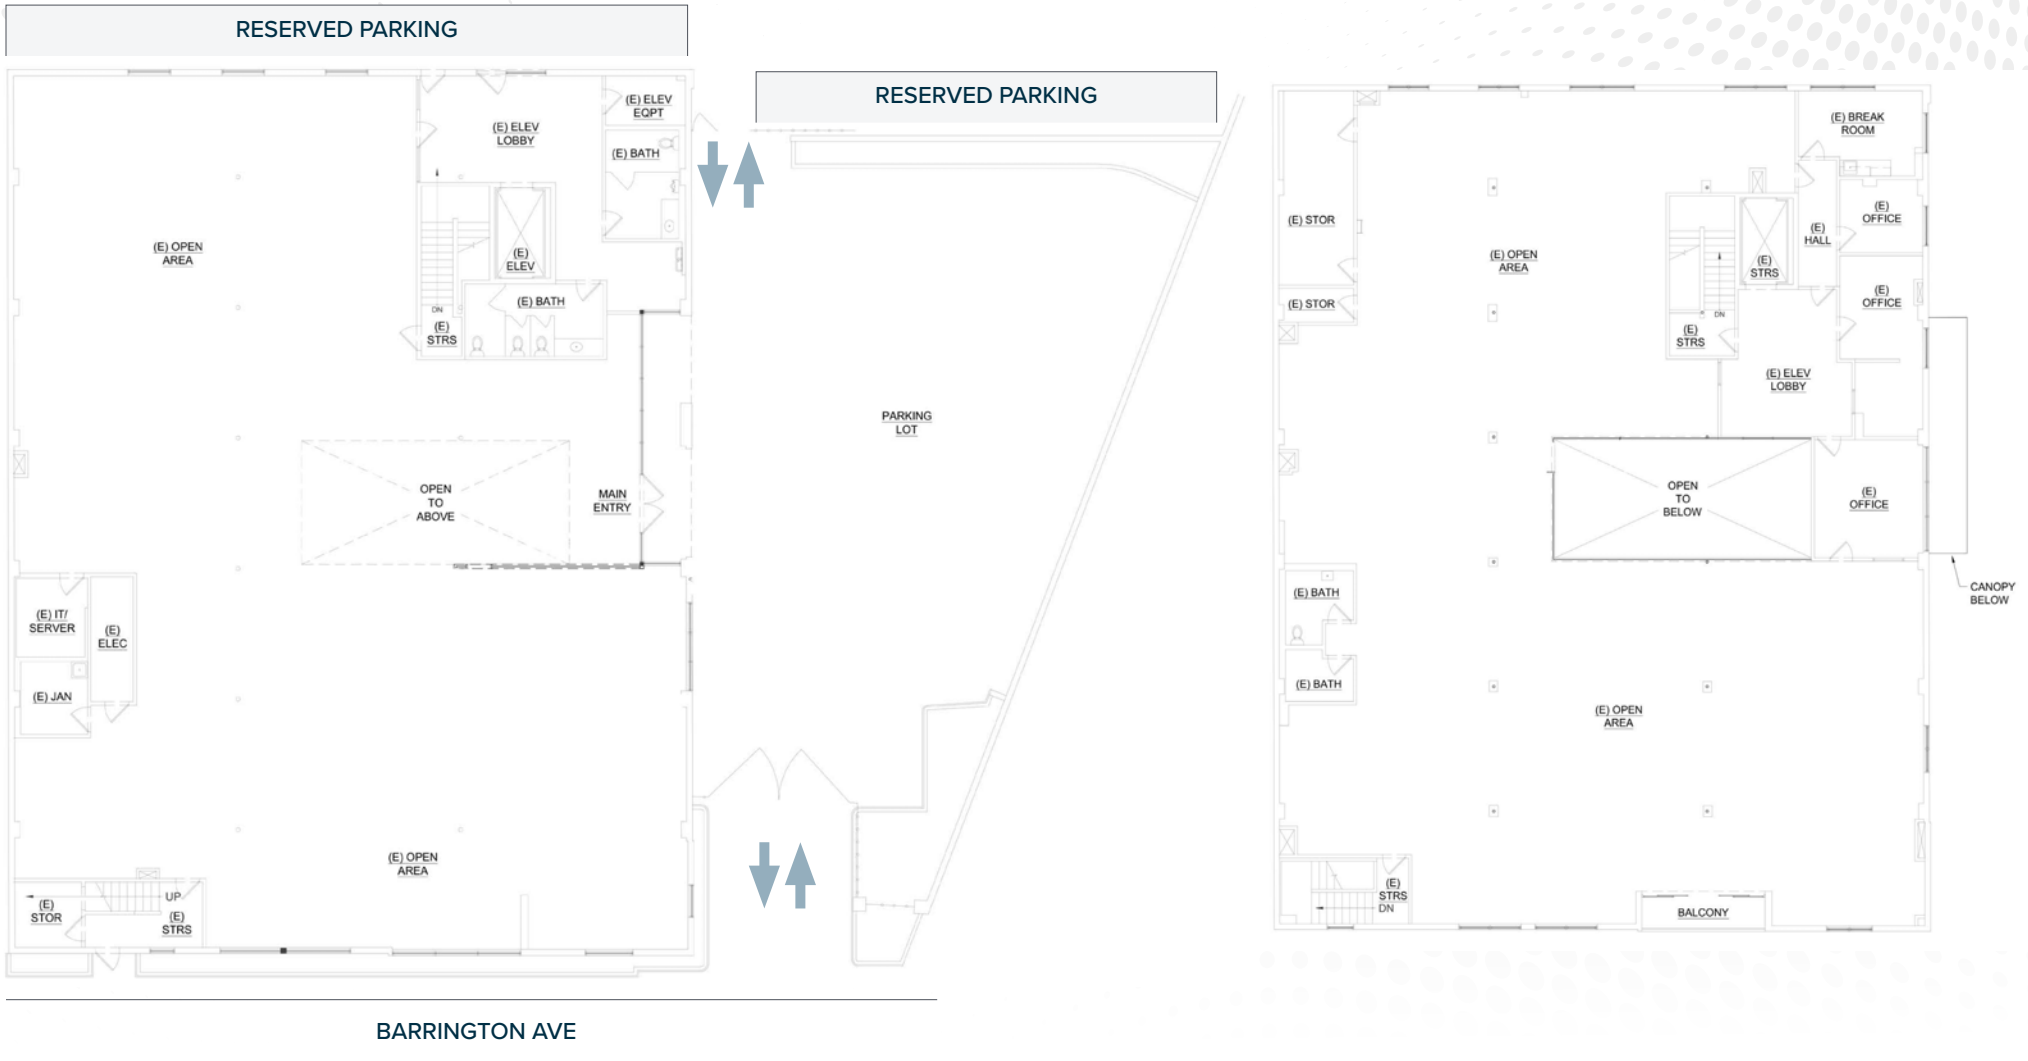 RESERVED PARKING
(E) ELEV
EQPT
(E) ELEV
LOBBY
(E) BATH
(E) OPEN
AREA
(E)
ELEV
(E) BATH
DN
(E)
STRS
OPEN
TO
ABOVE
MAIN
ENTRY
(E) IT/
SERVER
(E)
ELEC
(E) JAN
(E) OPEN
AREA
UP
(E)
STOR
(E)
STRS
BARRINGTON AVE
RESERVED PARKING
PARKING
LOT
(E) BREAK
ROOM
(E) STOR
(E)
OFFICE
(E)
HALL
(E) OPEN
AREA
(E)
STRS
(E)
OFFICE
(E) STOR
DN
(E)
STRS
(E) ELEV
LOBBY
OPEN
TO
BELOW
(E)
OFFICE
CANOPY
BELOW
(E) BATH
(E) BATH
(E) OPEN
AREA
(E)
STRS
DN
BALCONY